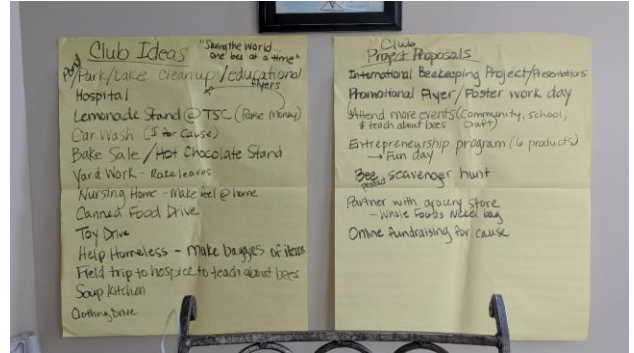 Club Ideas
"Saving the world...
one bee at a time"
Pond/Park/Lake Cleanup/educational
flyers
Hospital
Lemonade Stand @ TSC (Raise Money)
Car Wash ($ for cause)
Bake Sale/Hot Chocolate Stand
Yard Work - Rake leaves
Nursing Home - Make feel @ home
Canned Food Drive
Toy Drive
Help Homeless - make baggies of items
Field trip to hospice to teach about bees
Soup Kitchen
Clothing Drive
Club
Project Proposals
International Beekeeping Project/Presentations
Promotional Flyer/Poster work day
Attend more events (Community, school,
& teach about bees craft)
Entrepreneurship program (6 products)
→ Fun day
Bee scavenger hunt
Partner with grocery store
- Whole Foods Nickel bag
Online fundraising for cause